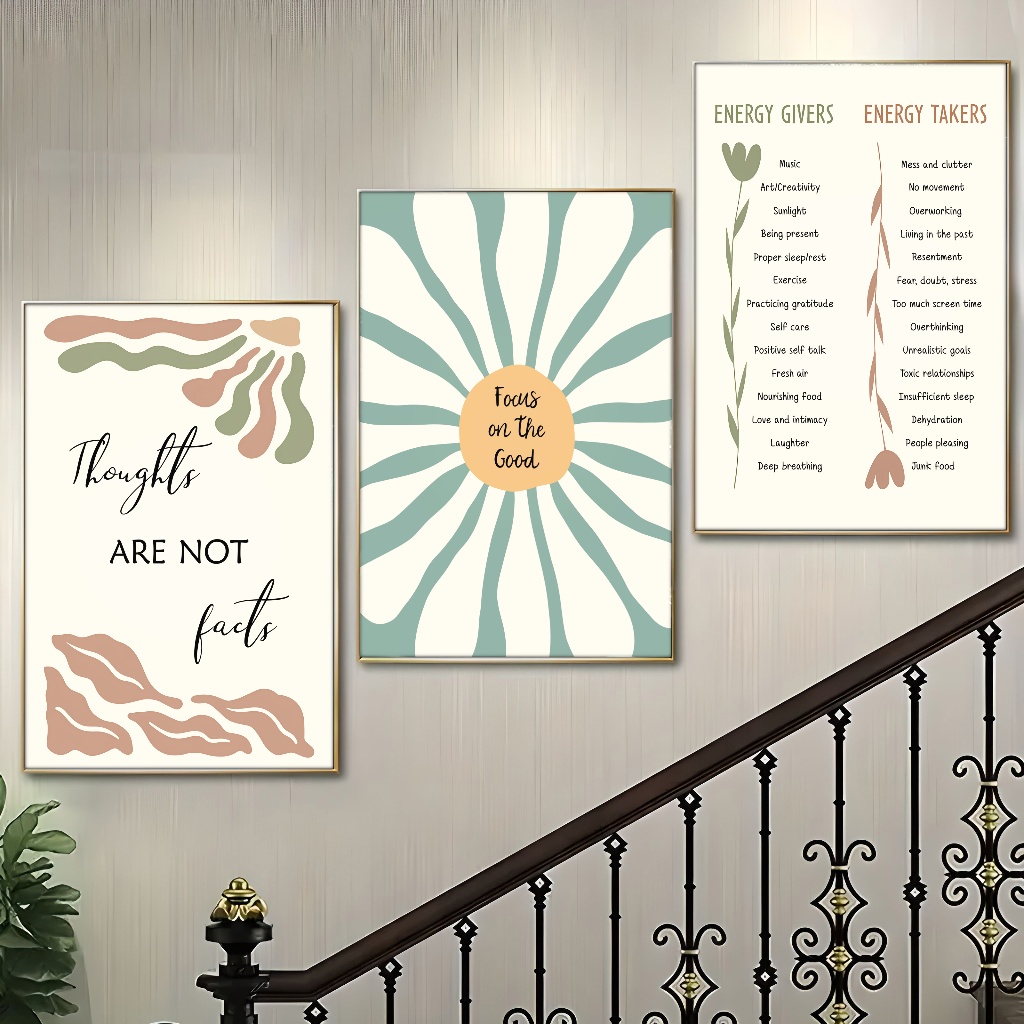 Thoughts
ARE NOT
facts
Focus
on the
Good
ENERGY GIVERS
Music
Art/Creativity
Sunlight
Being present
Proper sleep/rest
Exercise
Practicing gratitude
Self care
Positive self talk
Fresh air
Nourishing food
Love and intimacy
Laughter
Deep breathing
ENERGY TAKERS
Mess and clutter
No movement
Overworking
Living in the past
Resentment
Fear, doubt, stress
Too much screen time
Overthinking
Unrealistic goals
Toxic relationships
Insufficient sleep
Dehydration
People pleasing
Junk food